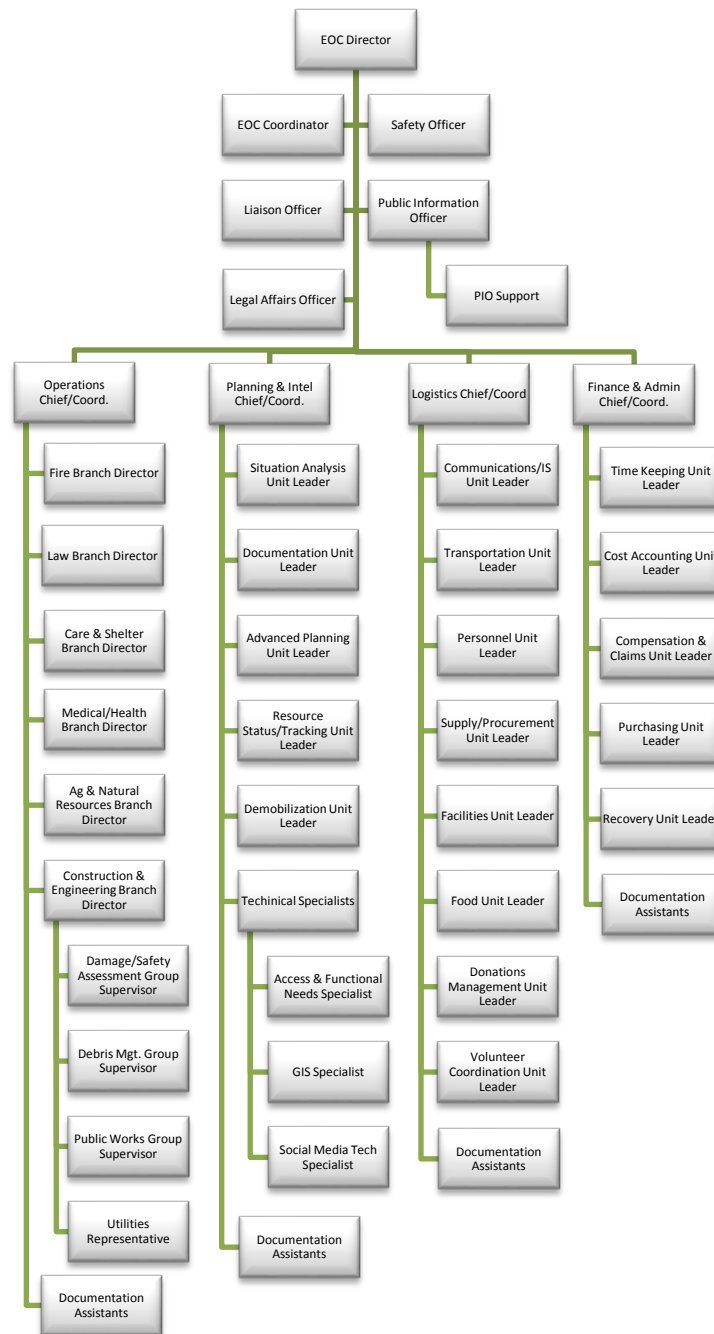 EOC Director
EOC Coordinator
Safety Officer
Liaison Officer
Public Information
Officer
Legal Affairs Officer
PIO Support
Operations
Chief/Coord.
Planning & Intel
Chief/Coord.
Logistics Chief/Coord
Finance & Admin
Chief/Coord.
Fire Branch Director
Law Branch Director
Care & Shelter
Branch Director
Medical/Health
Branch Director
Ag & Natural
Resources Branch
Director
Construction &
Engineering Branch
Director
Damage/Safety
Assessment Group
Supervisor
Debris Mgt. Group
Supervisor
Public Works Group
Supervisor
Utilities
Representative
Documentation
Assistants
Situation Analysis
Unit Leader
Documentation Unit
Leader
Advanced Planning
Unit Leader
Resource
Status/Tracking Unit
Leader
Demobilization Unit
Leader
Techinical Specialists
Access & Functional
Needs Specialist
GIS Specialist
Social Media Tech
Specialist
Documentation
Assistants
Communications/IS
Unit Leader
Transportation Unit
Leader
Personnel Unit
Leader
Supply/Procurement
Unit Leader
Facilities Unit Leader
Food Unit Leader
Donations
Management Unit
Leader
Volunteer
Coordination Unit
Leader
Documentation
Assistants
Time Keeping Unit
Leader
Cost Accounting Unit
Leader
Compensation &
Claims Unit Leader
Purchasing Unit
Leader
Recovery Unit Leader
Documentation
Assistants